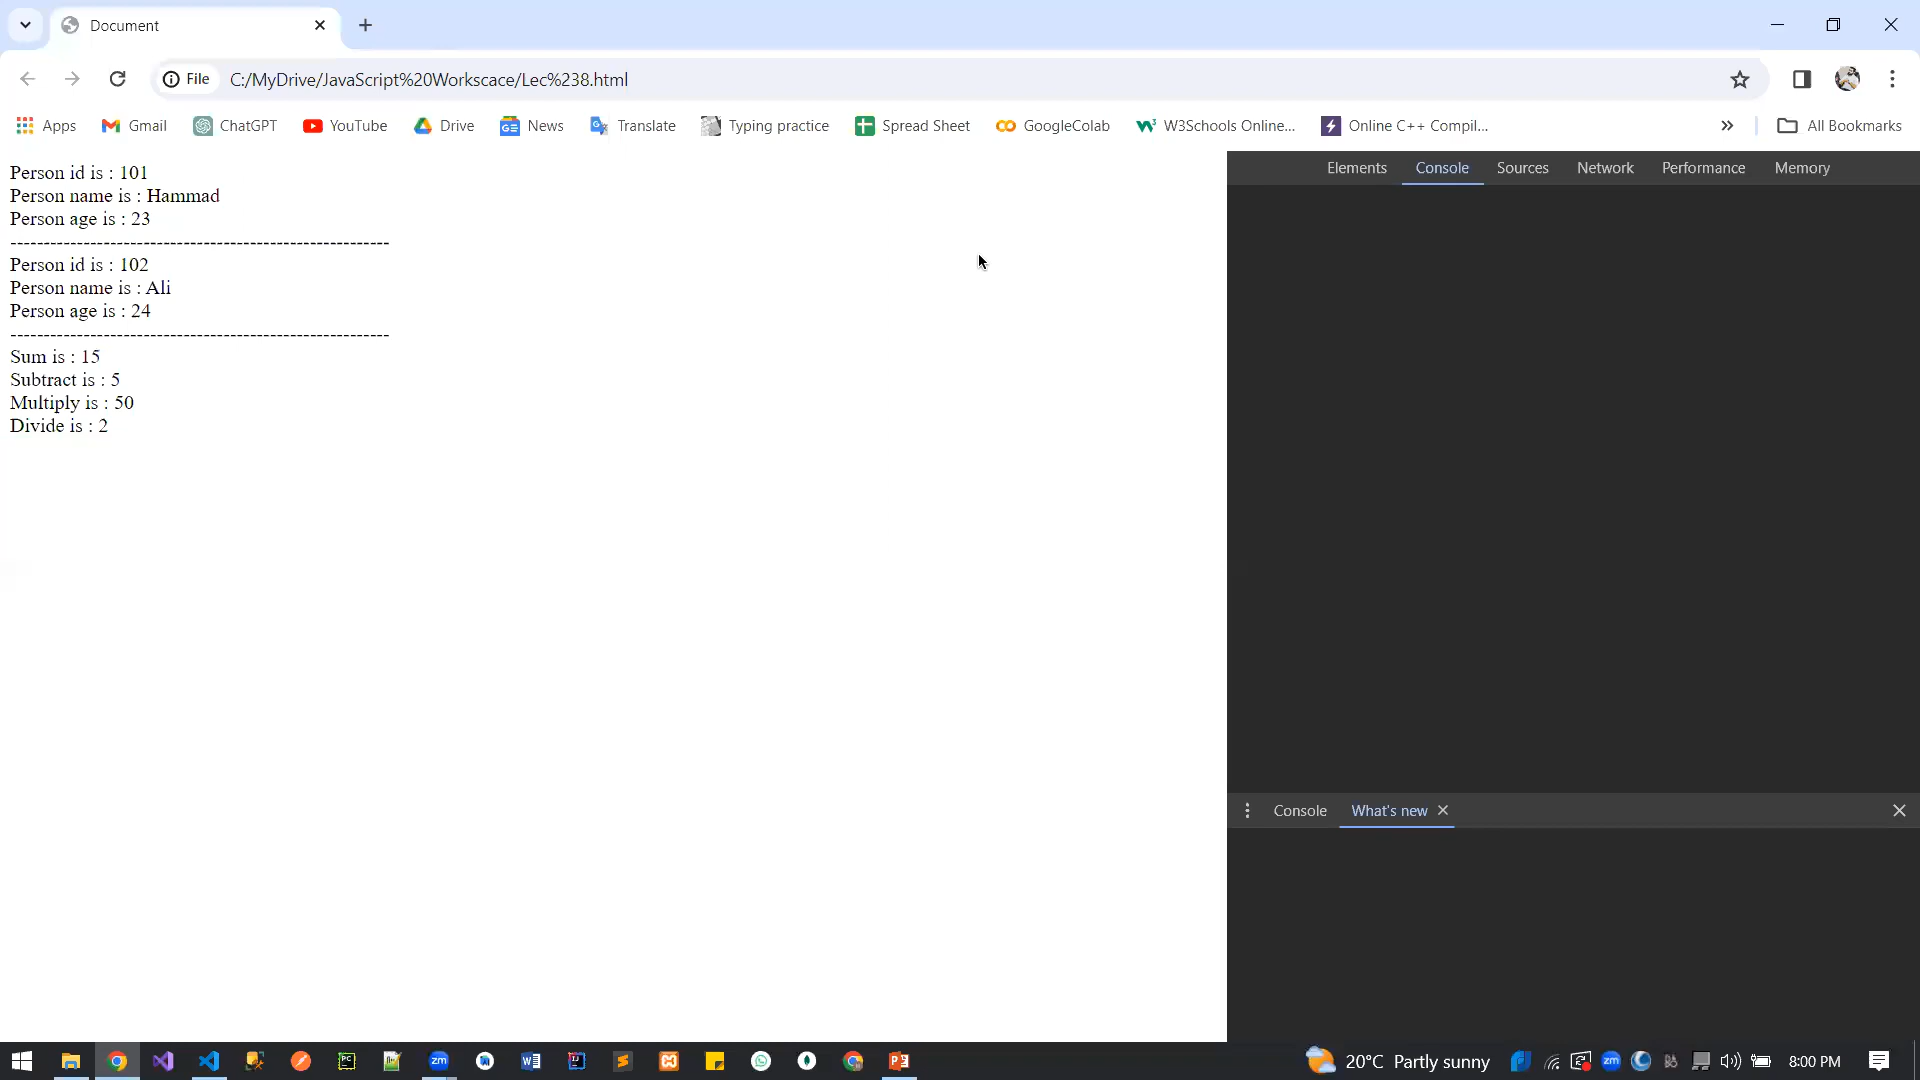 Document
File
C:/MyDrive/JavaScript%20Workscace/Lec%238.html
Apps
Gmail
ChatGPT
YouTube
Drive
News
Translate
Typing practice
Spread Sheet
GoogleColab
W3Schools Online...
Online C++ Compil...
All Bookmarks
Person id is : 101
Person name is : Hammad
Person age is : 23
---------------------------------------------------------
Person id is : 102
Person name is : Ali
Person age is : 24
---------------------------------------------------------
Sum is : 15
Subtract is : 5
Multiply is : 50
Divide is : 2
Elements
Console
Sources
Network
Performance
Memory
Console
What's new
20°C Partly sunny
8:00 PM